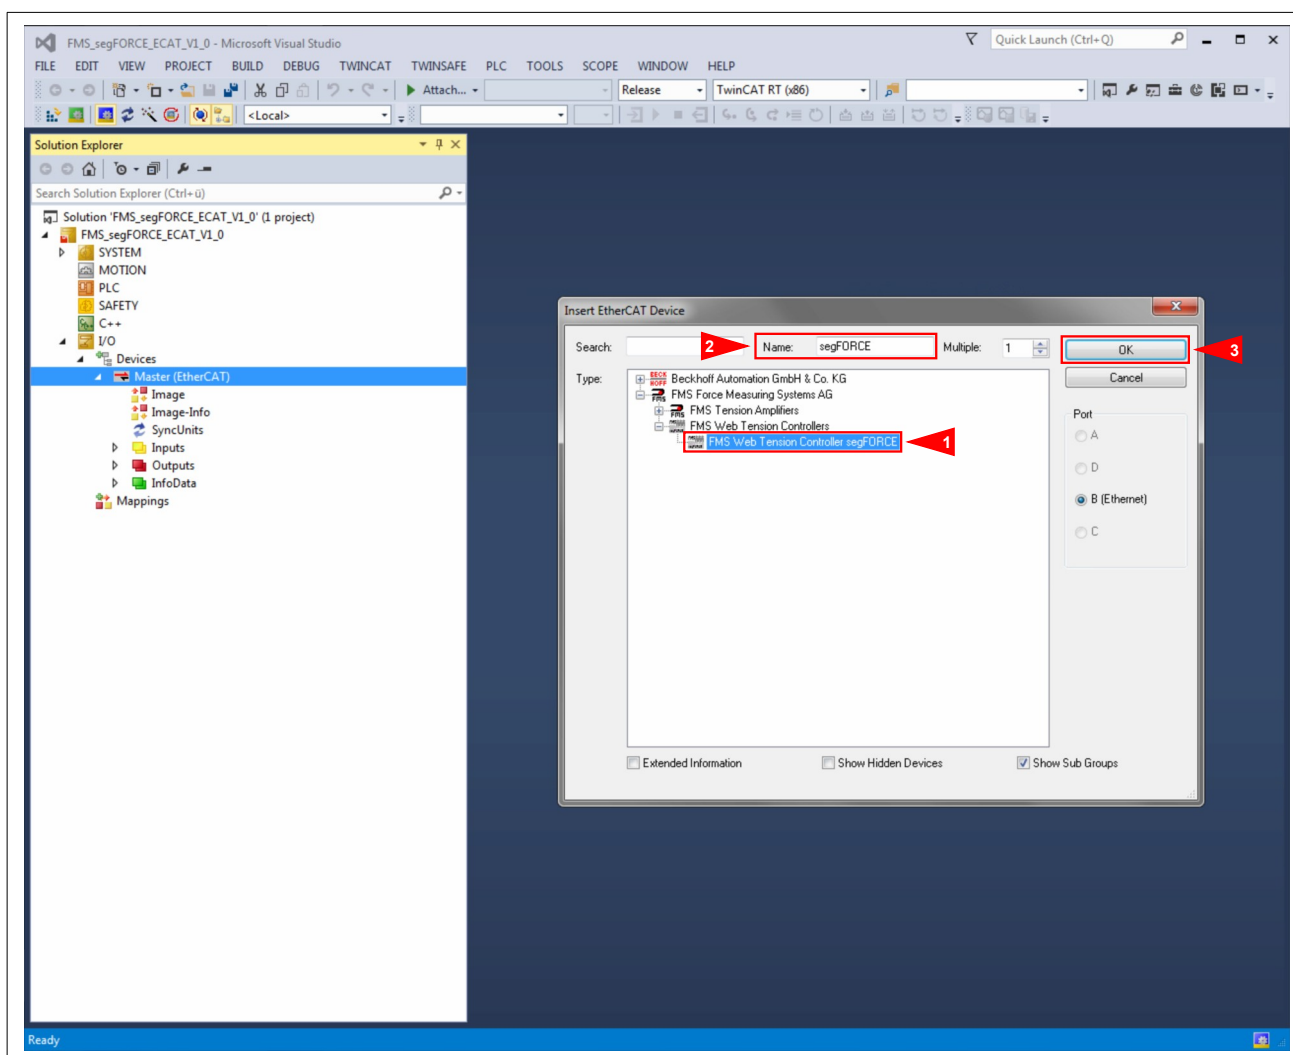 FMS_segFORCE_ECAT_V1_0 - Microsoft Visual Studio
Quick Launch (Ctrl+Q)
FILE EDIT VIEW PROJECT BUILD DEBUG TWINCAT TWINSAFE PLC TOOLS SCOPE WINDOW HELP
Attach... Release TwinCAT RT (x86)
<Local>
Solution Explorer
Search Solution Explorer (Ctrl+ü)
Solution 'FMS_segFORCE_ECAT_V1_0' (1 project)
FMS_segFORCE_ECAT_V1_0
SYSTEM
MOTION
PLC
SAFETY
C++
I/O
Devices
Master (EtherCAT)
Image
Image-Info
SyncUnits
Inputs
Outputs
InfoData
Mappings
Insert EtherCAT Device
Search: 2 Name: segFORCE Multiple: 1 OK 3
Type:
BECKHOFF Beckhoff Automation GmbH & Co. KG
Cancel
FMS FMS Force Measuring Systems AG
FMS FMS Tension Amplifiers
FMS Web Tension Controllers
FMS Web Tension Controller segFORCE 1
Port
A
D
B (Ethernet)
C
Extended Information Show Hidden Devices Show Sub Groups
Ready